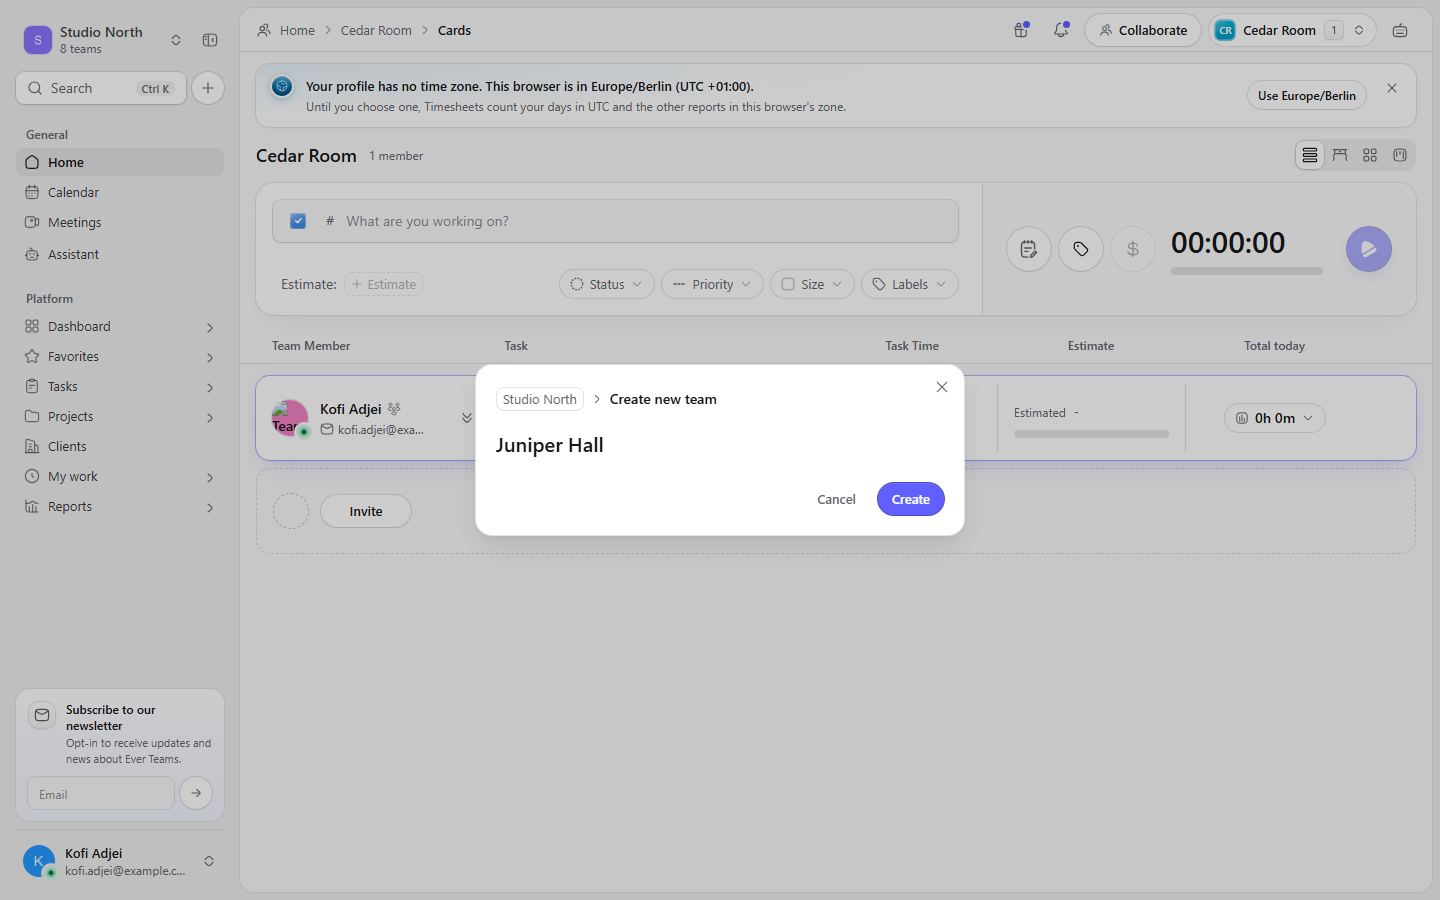 S
Studio North
8 teams
Search
Ctrl K
General
Home
Calendar
Meetings
Assistant
Platform
Dashboard
Favorites
Tasks
Projects
Clients
My work
Reports
Subscribe to our
newsletter
Opt-in to receive updates and
news about Ever Teams.
Email
K
Kofi Adjei
kofi.adjei@example.c...
Home
Cedar Room
Cards
Collaborate
CR
Cedar Room
1
Your profile has no time zone. This browser is in Europe/Berlin (UTC +01:00).
Until you choose one, Timesheets count your days in UTC and the other reports in this browser's zone.
Use Europe/Berlin
Cedar Room
1 member
# What are you working on?
Estimate:
+ Estimate
Status
Priority
Size
Labels
$
00:00:00
Team Member
Task
Task Time
Estimate
Total today
Kofi Adjei
kofi.adjei@exa...
Estimated -
0h 0m
Invite
Studio North
Create new team
Juniper Hall
Cancel
Create